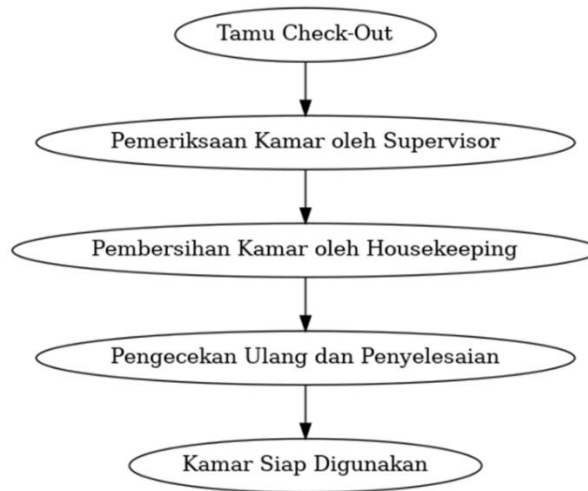 Tamu Check-Out
Pemeriksaan Kamar oleh Supervisor
Pembersihan Kamar oleh Housekeeping
Pengecekan Ulang dan Penyelesaian
Kamar Siap Digunakan